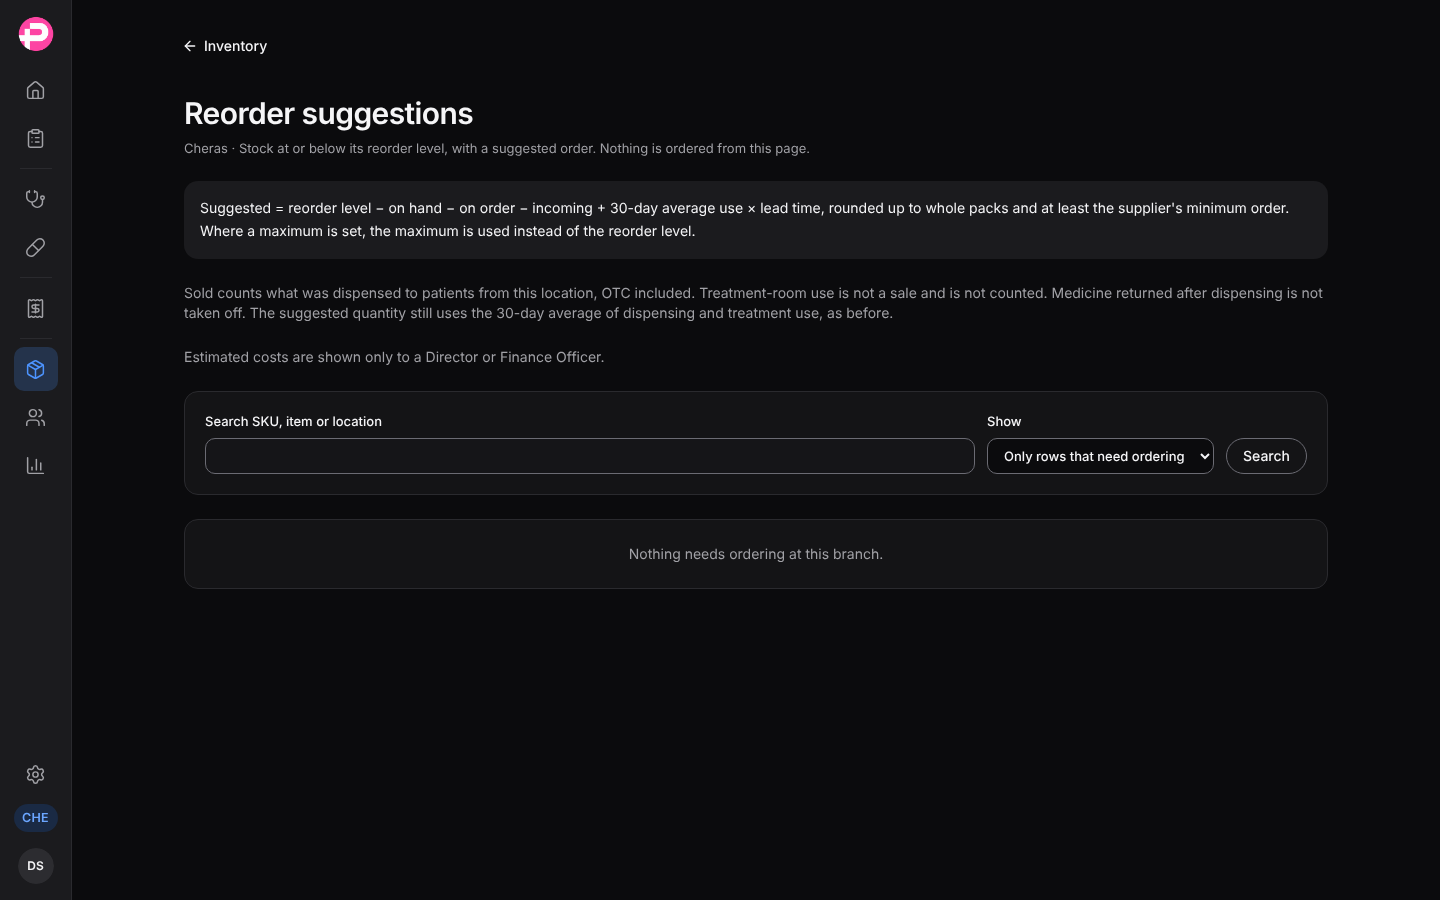 Inventory
Reorder suggestions
Cheras · Stock at or below its reorder level, with a suggested order. Nothing is ordered from this page.
Suggested = reorder level − on hand − on order − incoming + 30-day average use × lead time, rounded up to whole packs and at least the supplier's minimum order.
Where a maximum is set, the maximum is used instead of the reorder level.
Sold counts what was dispensed to patients from this location, OTC included. Treatment-room use is not a sale and is not counted. Medicine returned after dispensing is not
taken off. The suggested quantity still uses the 30-day average of dispensing and treatment use, as before.
Estimated costs are shown only to a Director or Finance Officer.
Search SKU, item or location
Show
Only rows that need ordering
Search
Nothing needs ordering at this branch.
CHE
DS